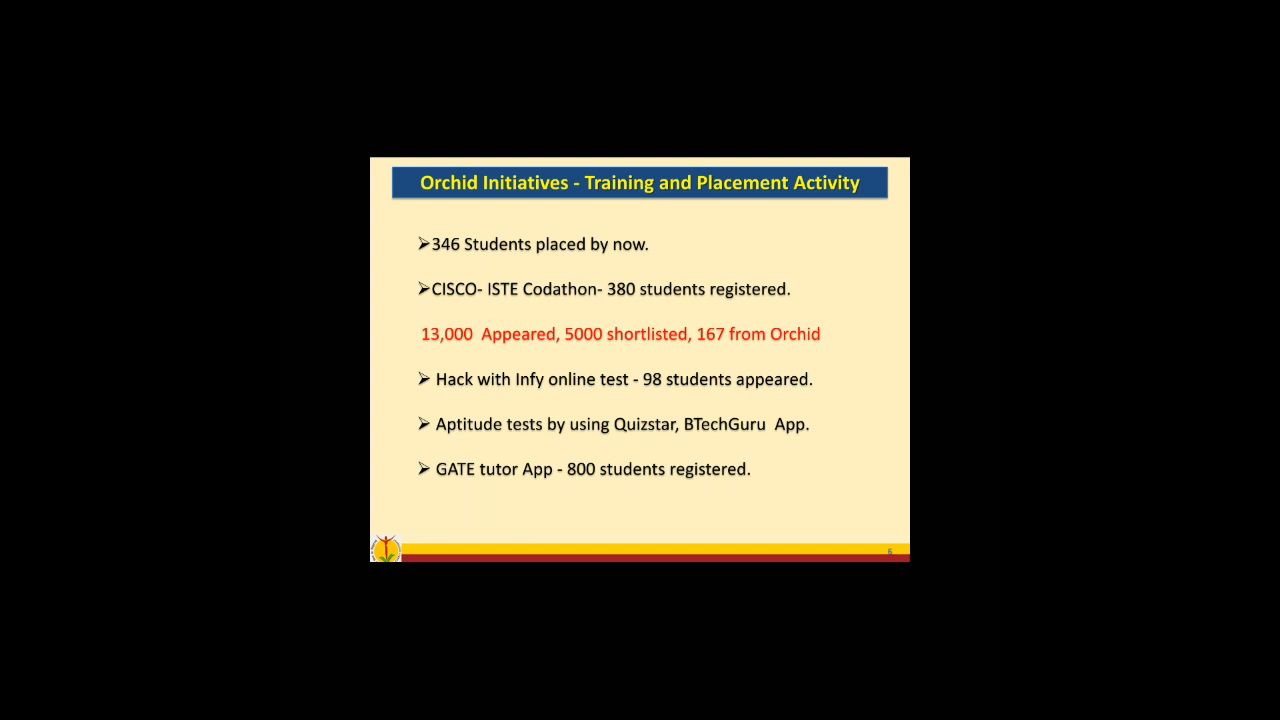 Orchid Initiatives - Training and Placement Activity
➢346 Students placed by now.
➢CISCO- ISTE Codathon- 380 students registered.
13,000 Appeared, 5000 shortlisted, 167 from Orchid
➢ Hack with Infy online test - 98 students appeared.
➢ Aptitude tests by using Quizstar, BTechGuru App.
➢ GATE tutor App - 800 students registered.
6